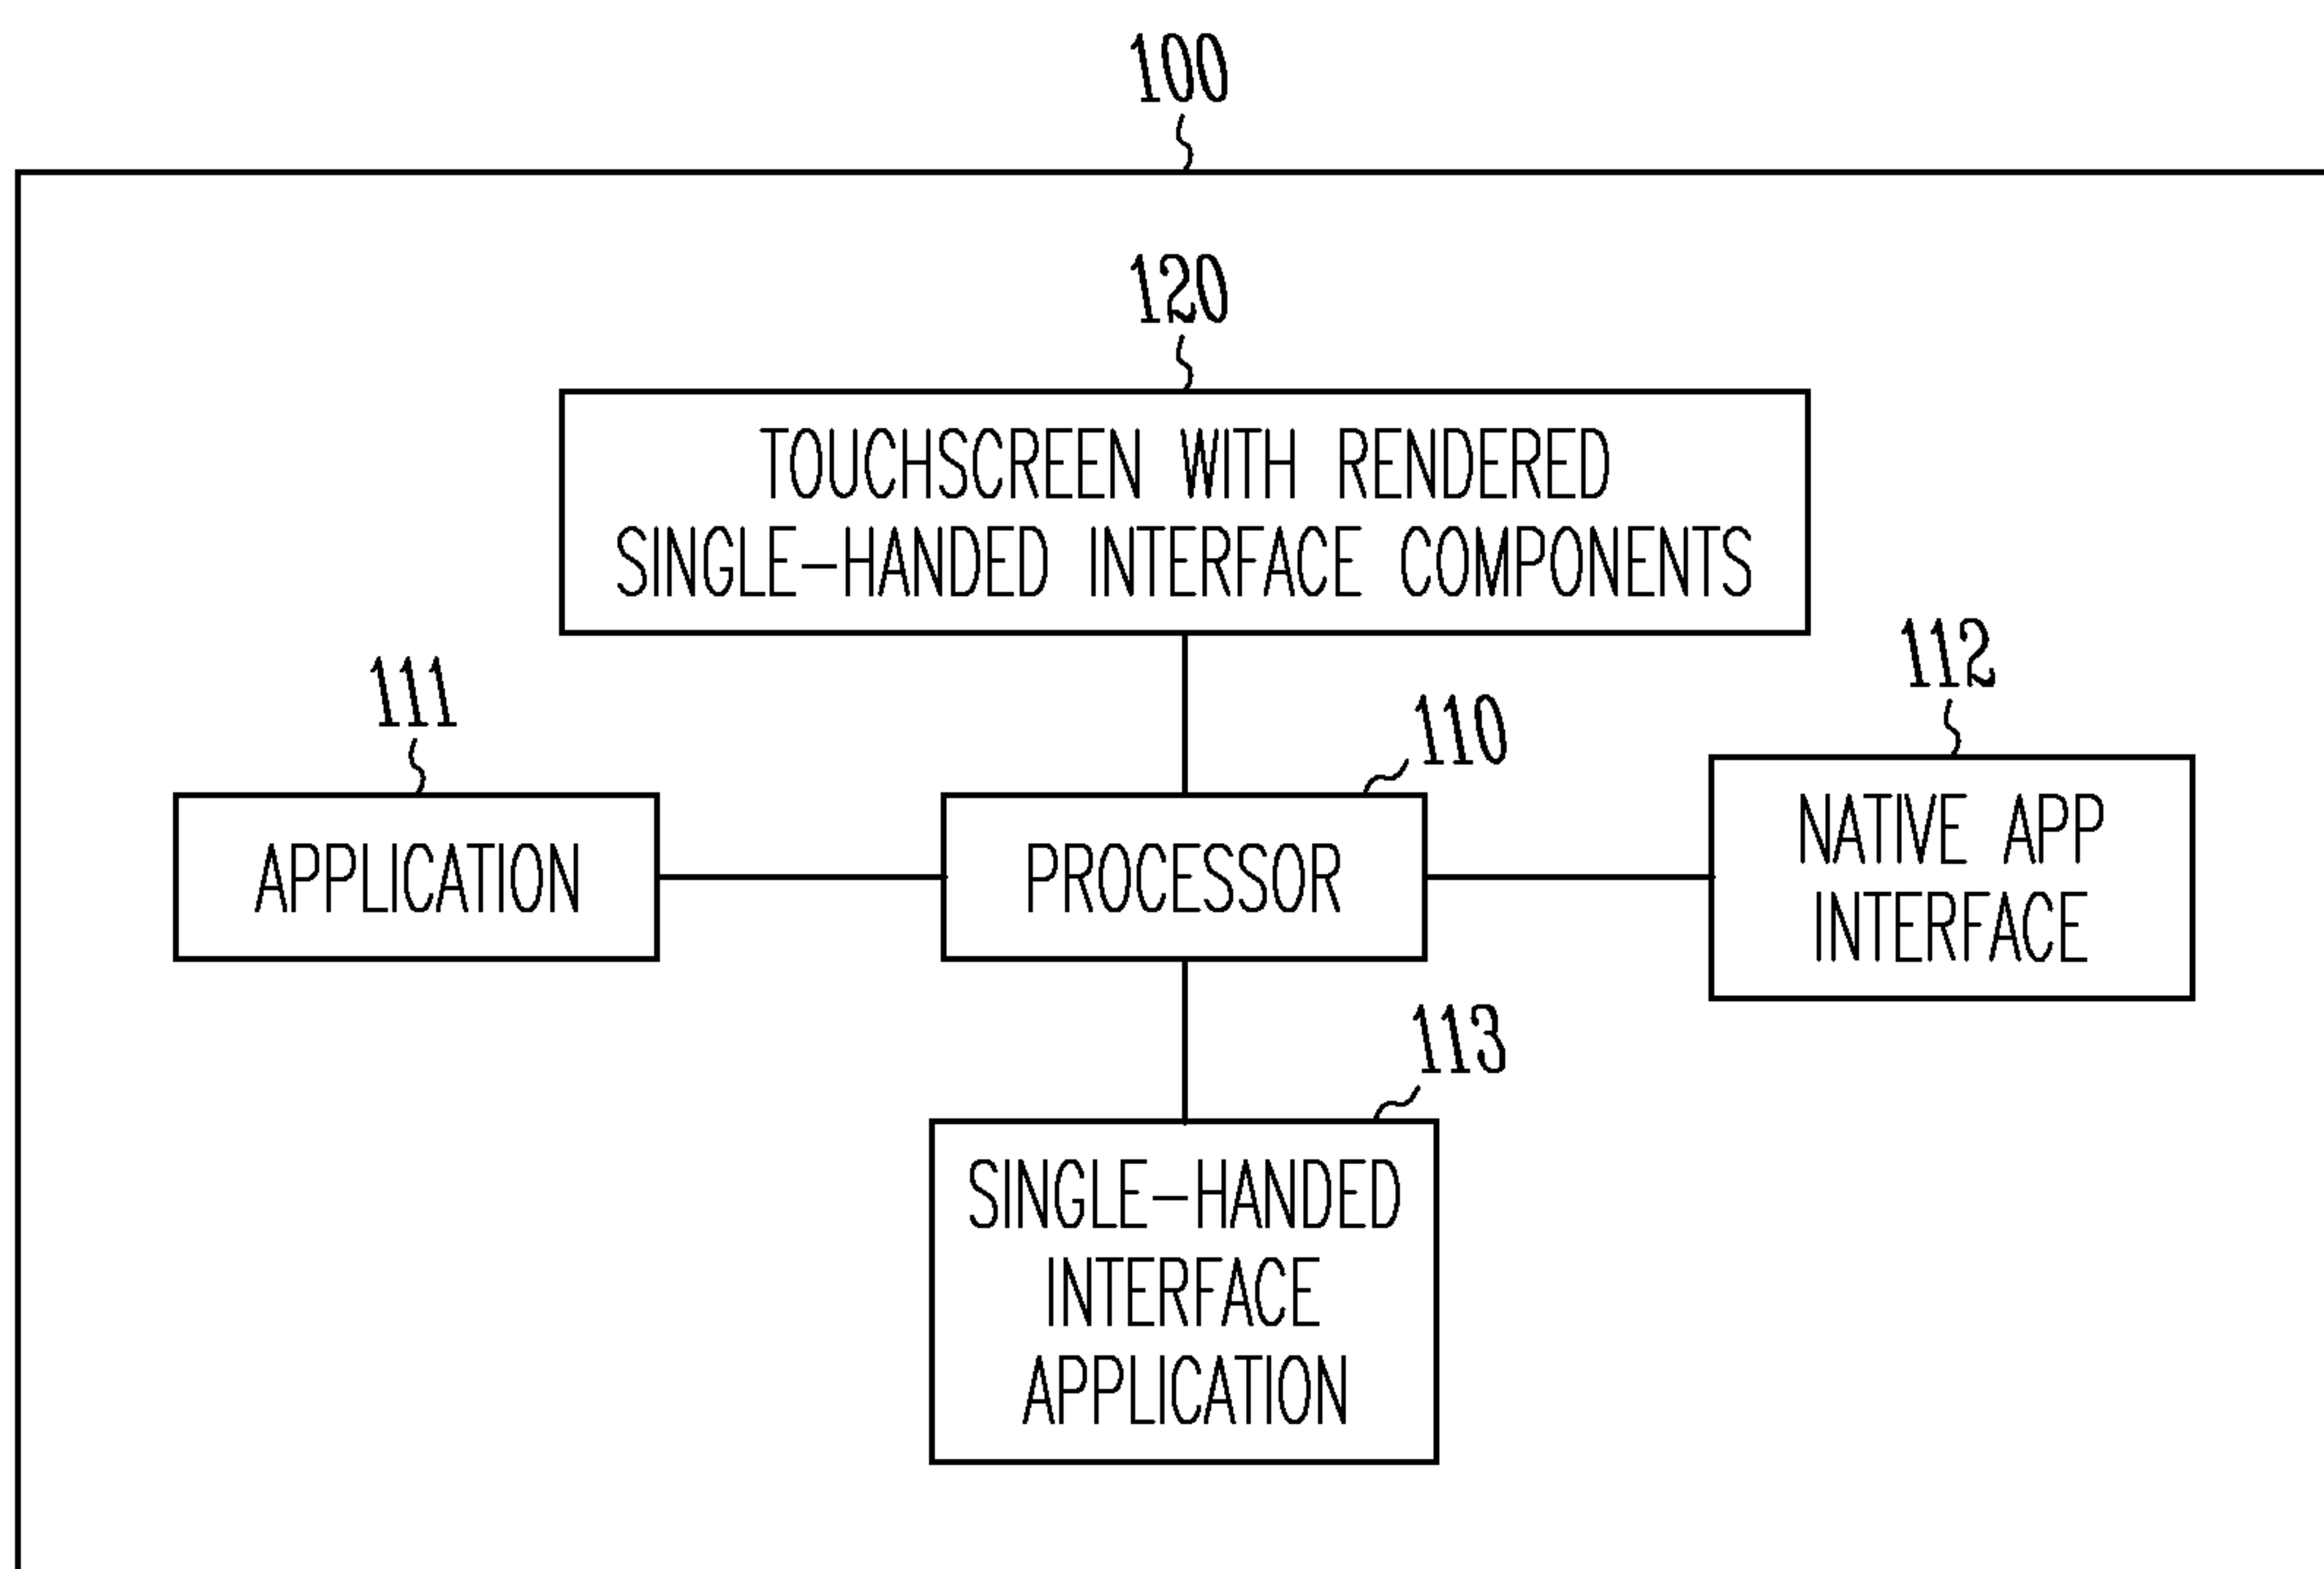 100
120
TOUCHSCREEN WITH RENDERED
SINGLE-HANDED INTERFACE COMPONENTS
111
110
112
APPLICATION
PROCESSOR
NATIVE APP
INTERFACE
113
SINGLE-HANDED
INTERFACE
APPLICATION